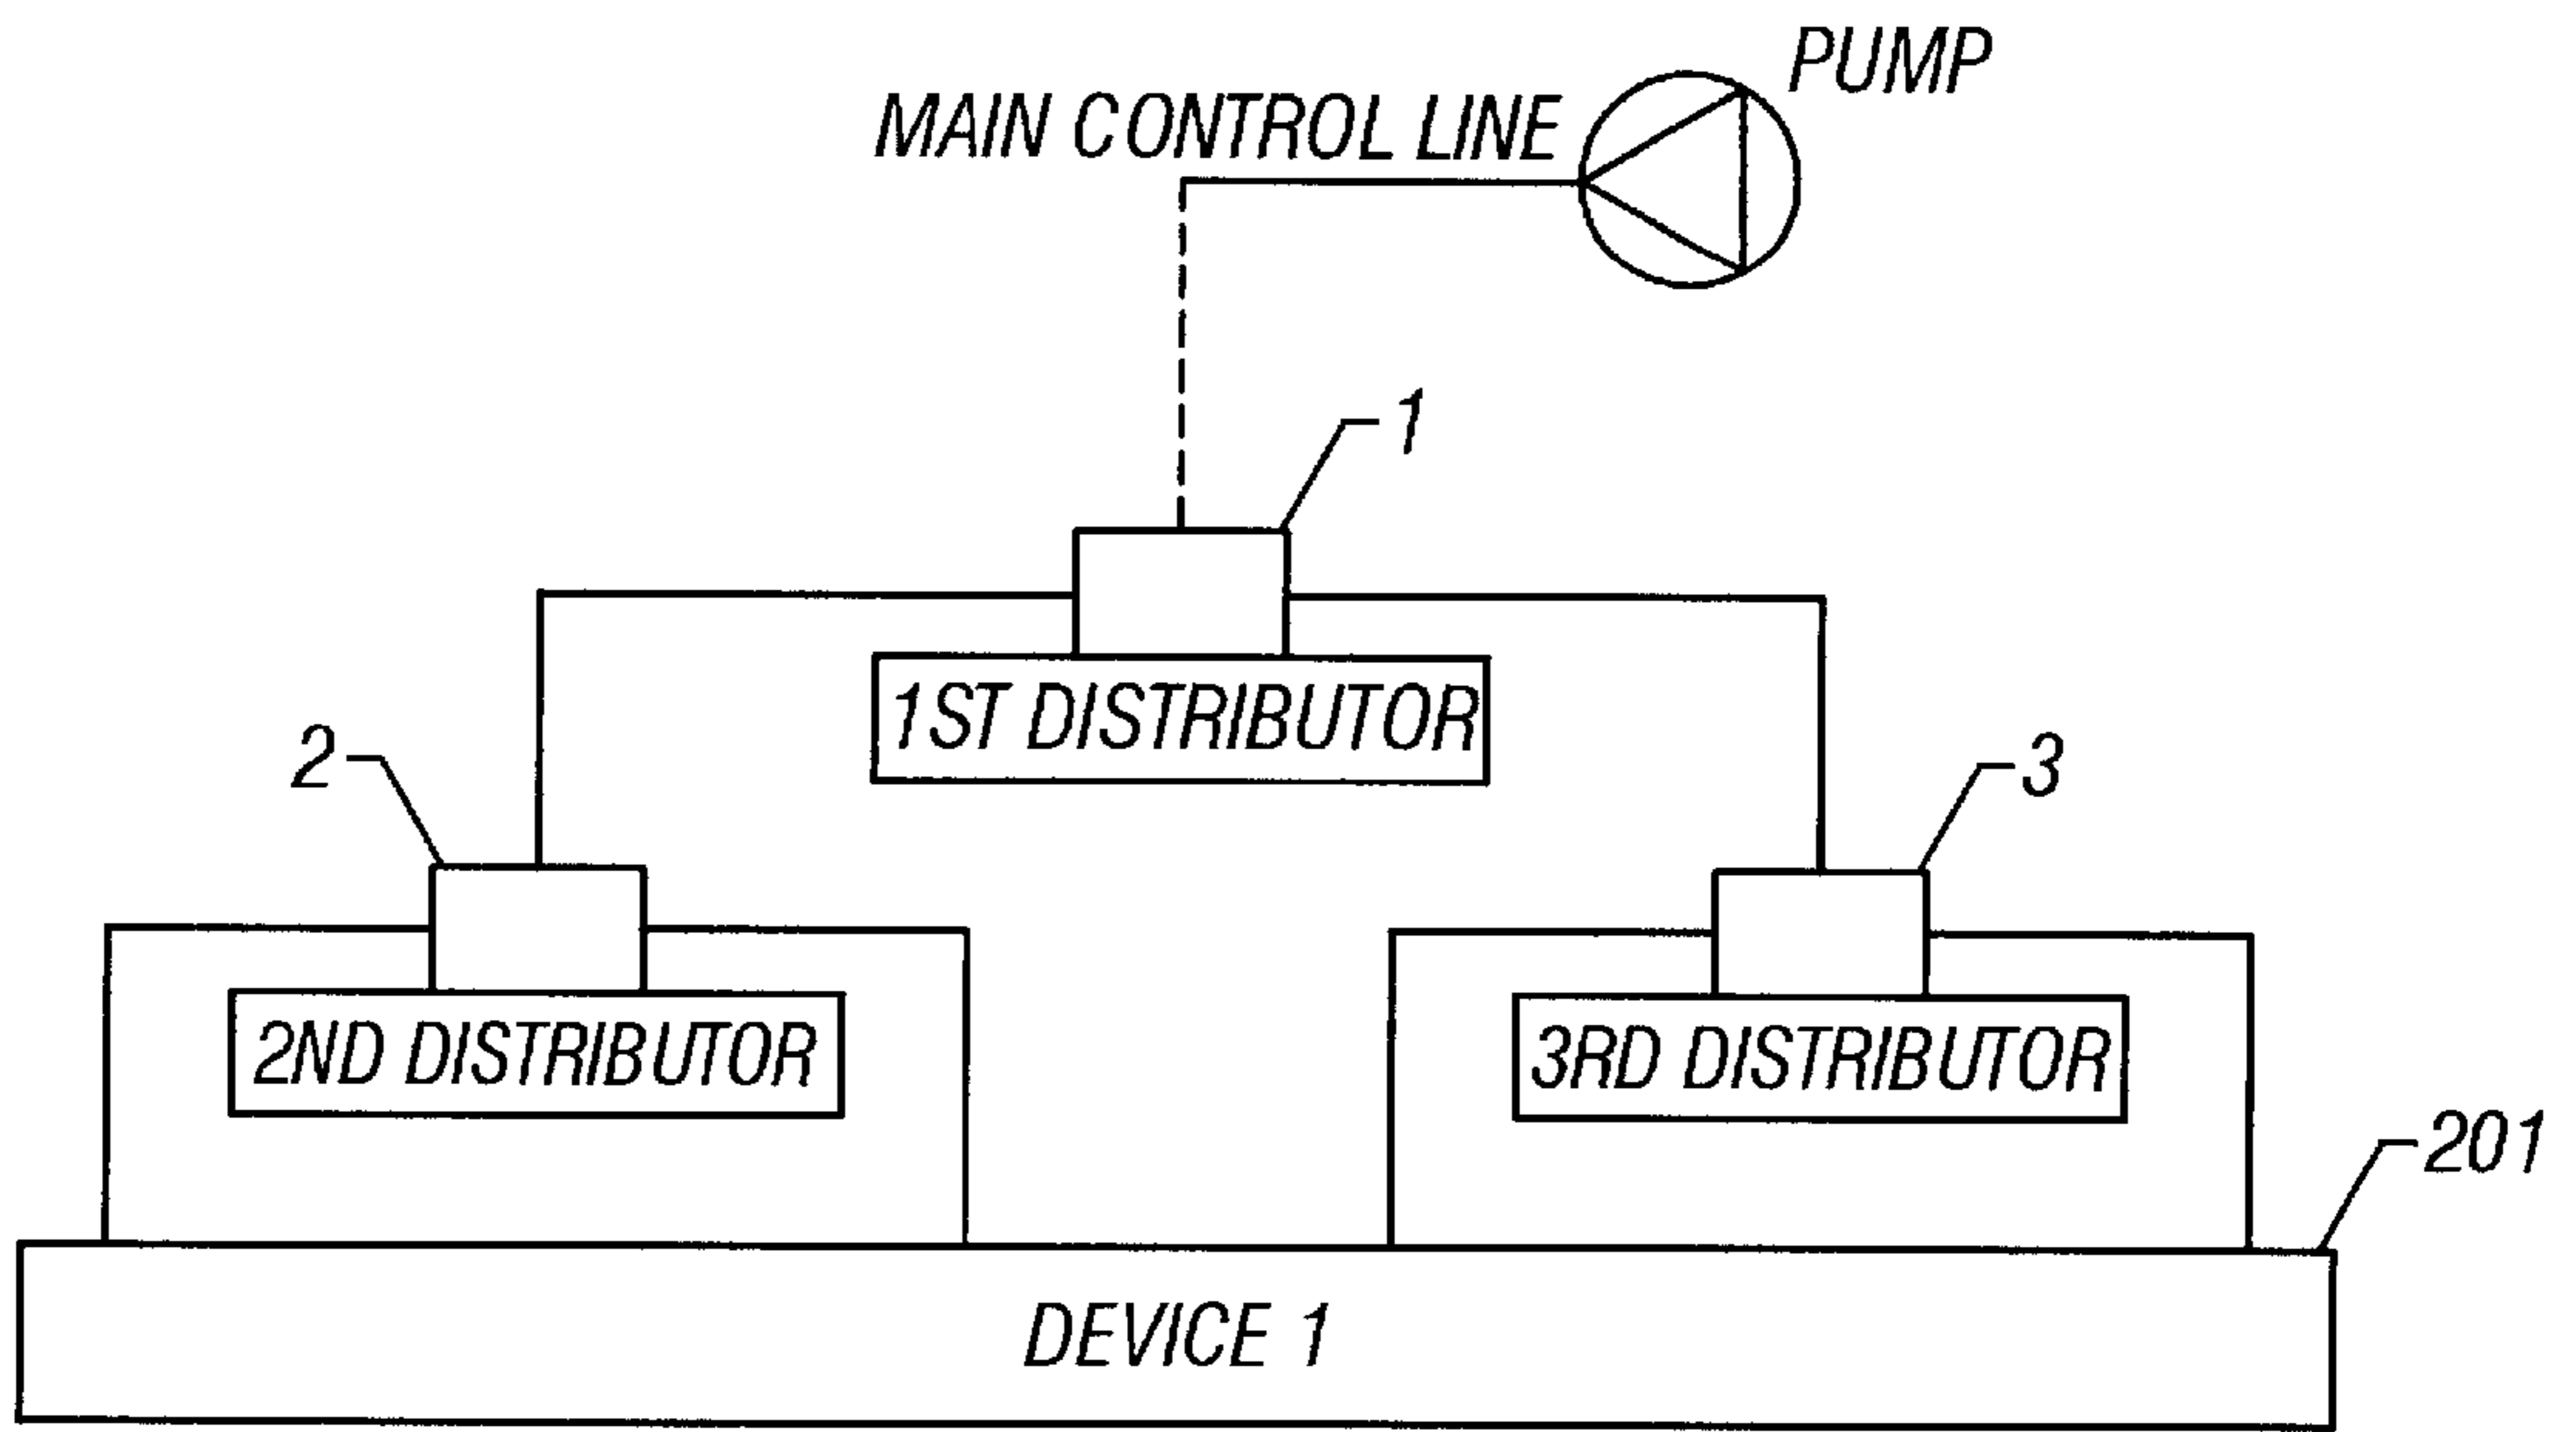 PUMP
MAIN CONTROL LINE
1
1ST DISTRIBUTOR
2
3
2ND DISTRIBUTOR
3RD DISTRIBUTOR
201
DEVICE 1